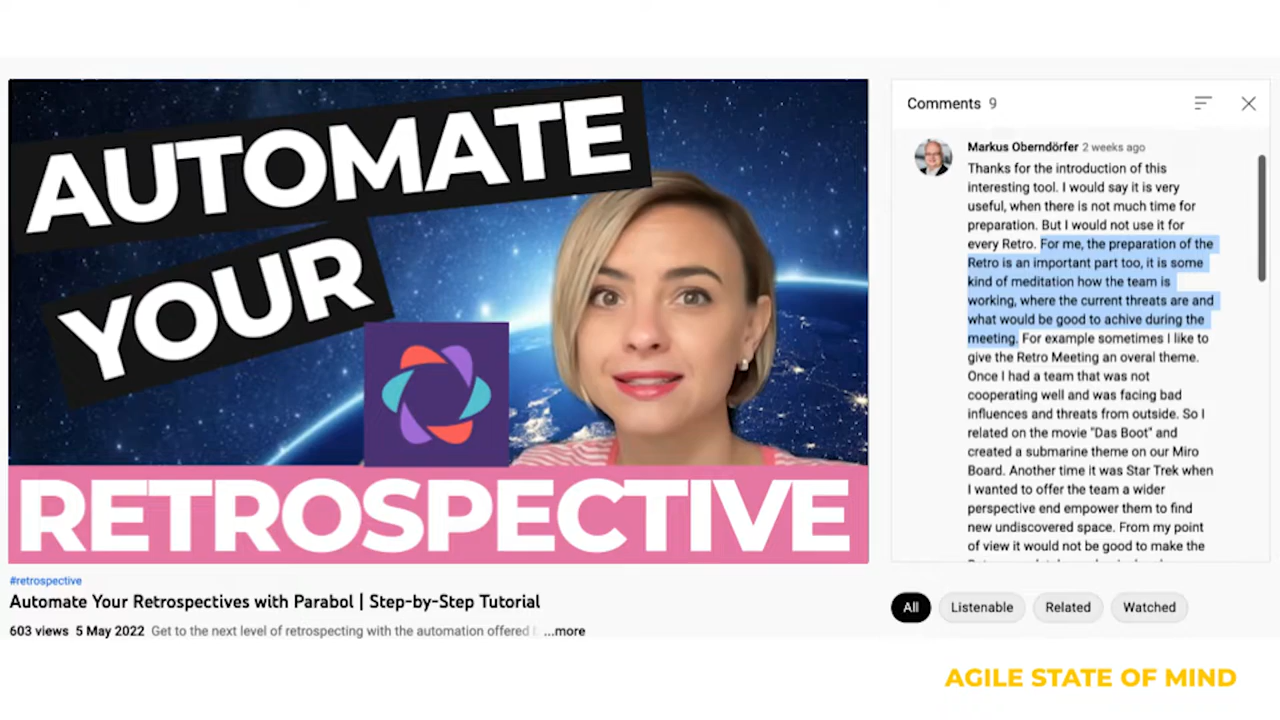 AUTOMATE
YOUR
RETROSPECTIVE
#retrospective
Automate Your Retrospectives with Parabol | Step-by-Step Tutorial
603 views 5 May 2022 Get to the next level of retrospecting with the automation offered ...more
Comments 9
Markus Oberndörfer 2 weeks ago
Thanks for the introduction of this
interesting tool. I would say it is very
useful, when there is not much time for
preparation. But I would not use it for
every Retro. For me, the preparation of the
Retro is an important part too, it is some
kind of meditation how the team is
working, where the current threats are and
what would be good to achive during the
meeting. For example sometimes I like to
give the Retro Meeting an overal theme.
Once I had a team that was not
cooperating well and was facing bad
influences and threats from outside. So I
related on the movie "Das Boot" and
created a submarine theme on our Miro
Board. Another time it was Star Trek when
I wanted to offer the team a wider
perspective end empower them to find
new undiscovered space. From my point
of view it would not be good to make the
All Listenable Related Watched
AGILE STATE OF MIND